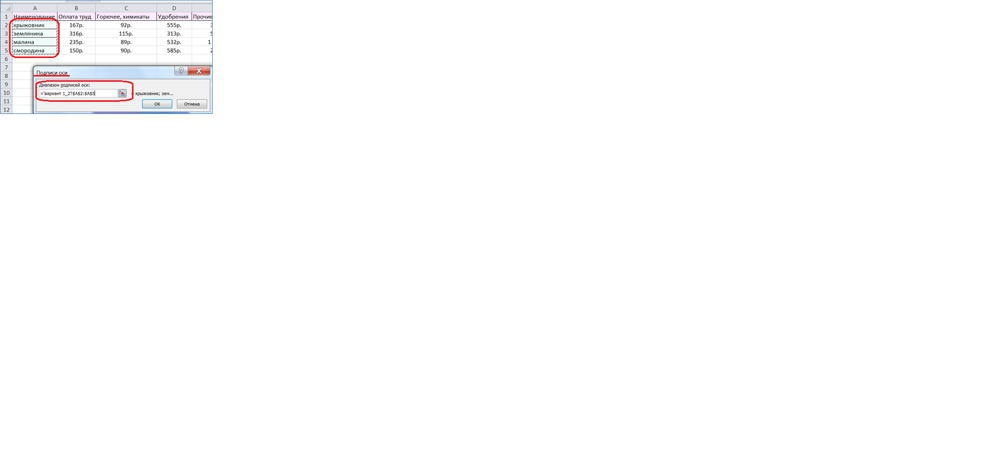 A B C D
1 Наименование Оплата труд Горючее, химикаты Удобрения Прочие
2 крыжовник 167р. 92р. 555р.
3 земляника 316р. 115р. 313р.
4 малина 235р. 89р. 532р. 1
5 смородина 150р. 90р. 585р.
6
7
8 Подписи оси
9 Диапазон подписей оси:
10 ='вариант 1_2'!$A$2:$A$5 = крыжовник; зем...
11 ОК Отмена
12